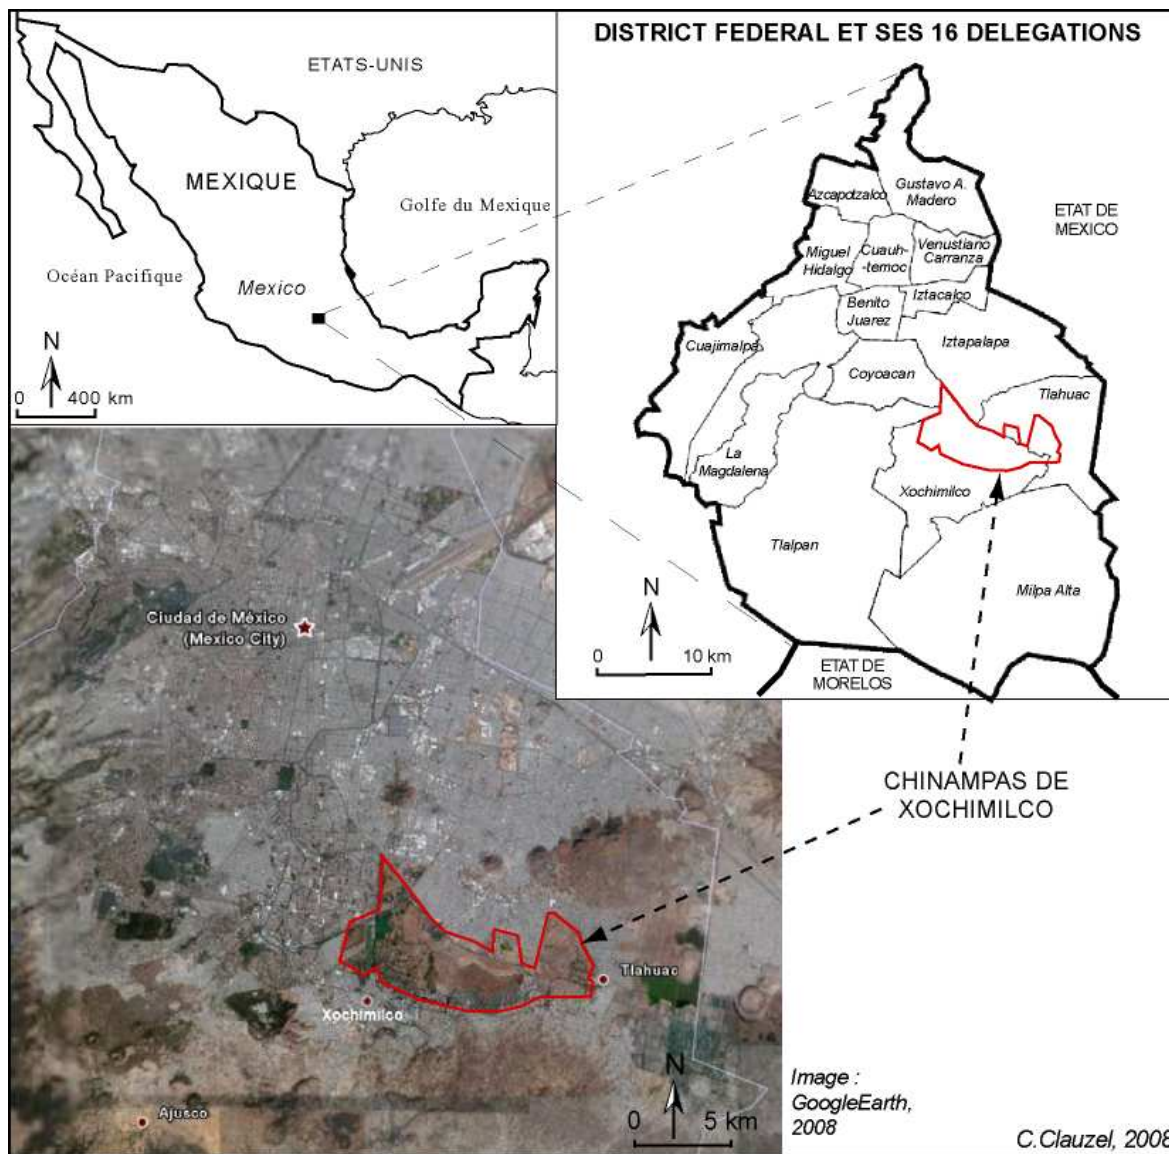 ETATS-UNIS
MEXIQUE
Golfe du Mexique
Océan Pacifique
Mexico
N
0 400 km
DISTRICT FEDERAL ET SES 16 DELEGATIONS
Azcapotzalco
Gustavo A.
Madero
ETAT DE
MEXICO
Miguel
Hidalgo
Cuauh-
-temoc
Venustiano
Carranza
Iztacalco
Benito
Juarez
Cuajimalpa
Iztapalapa
Coyoacan
Tlahuac
La
Magdalena
Xochimilco
Tlalpan
Milpa Alta
N
0 10 km
ETAT DE
MORELOS
Ciudad de México
(Mexico City)
CHINAMPAS DE
XOCHIMILCO
Tlahuac
Xochimilco
Ajusco
N
0 5 km
Image :
GoogleEarth,
2008
C.Clauzel, 2008